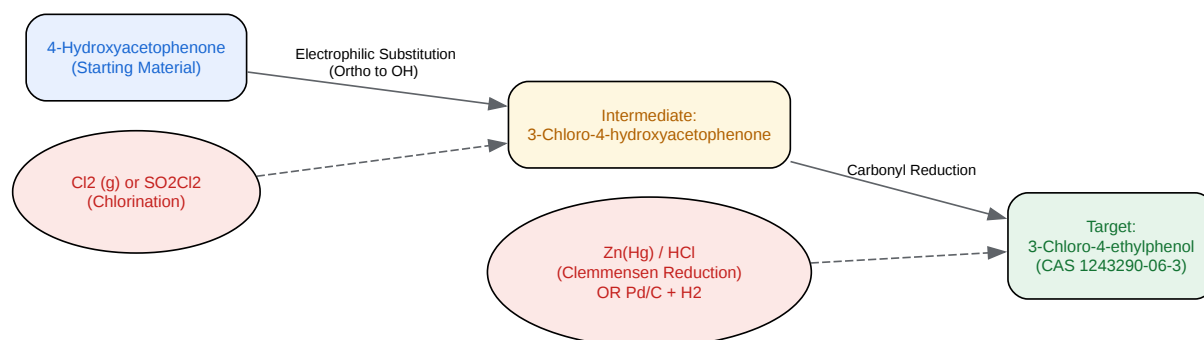 4-Hydroxyacetophenone
(Starting Material)
Electrophilic Substitution
(Ortho to OH)
Intermediate:
3-Chloro-4-hydroxyacetophenone
Cl2 (g) or SO2Cl2
(Chlorination)
Carbonyl Reduction
Target:
3-Chloro-4-ethylphenol
(CAS 1243290-06-3)
Zn(Hg) / HCl
(Clemmensen Reduction)
OR Pd/C + H2